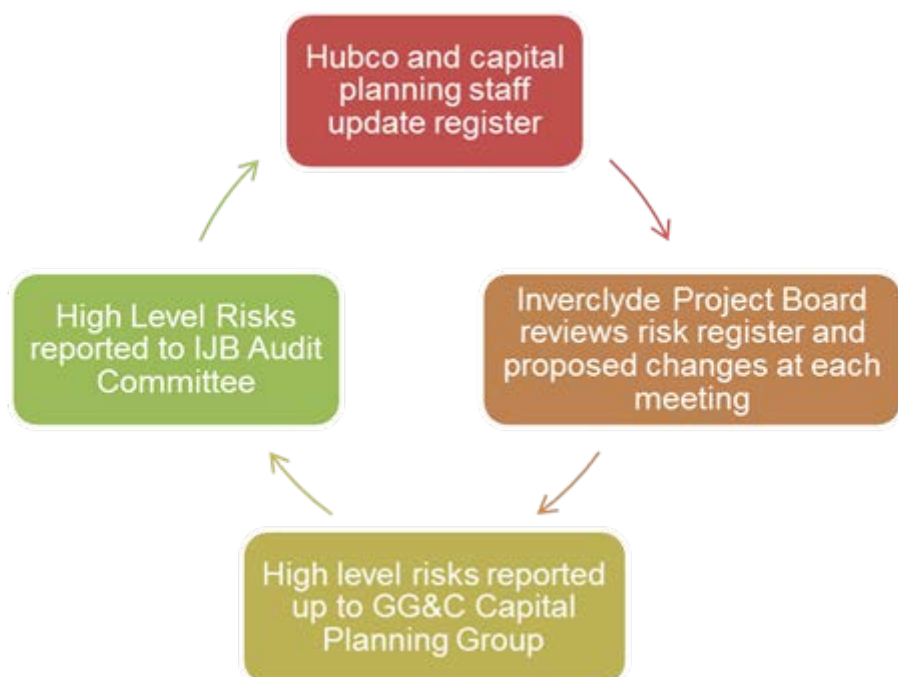 Hubco and capital
planning staff
update register
Inverclyde Project Board
reviews risk register and
proposed changes at each
meeting
High level risks reported
up to GG&C Capital
Planning Group
High Level Risks
reported to IJB Audit
Committee